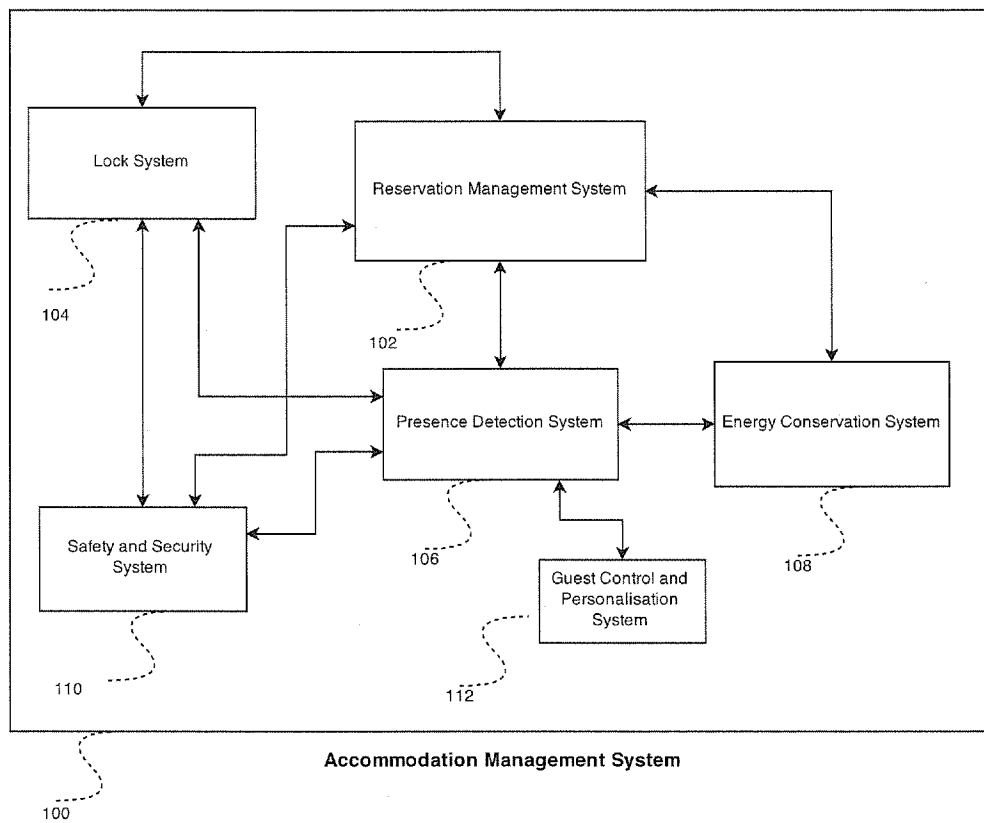 Lock System
Reservation Management System
104
102
Presence Detection System
Energy Conservation System
Safety and Security
System
106
108
Guest Control and
Personalisation
System
110
112
Accommodation Management System
100